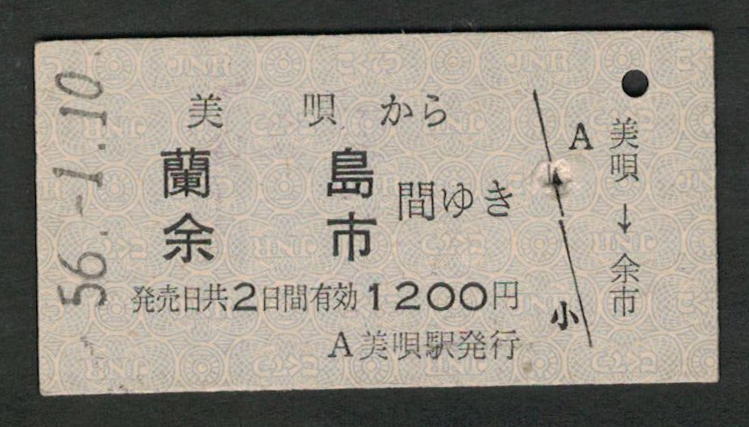 56.-1.10
美唄から
蘭島
余市
間ゆき
発売日共2日間有効1200円
A美唄駅発行
A
小
美唄→余市